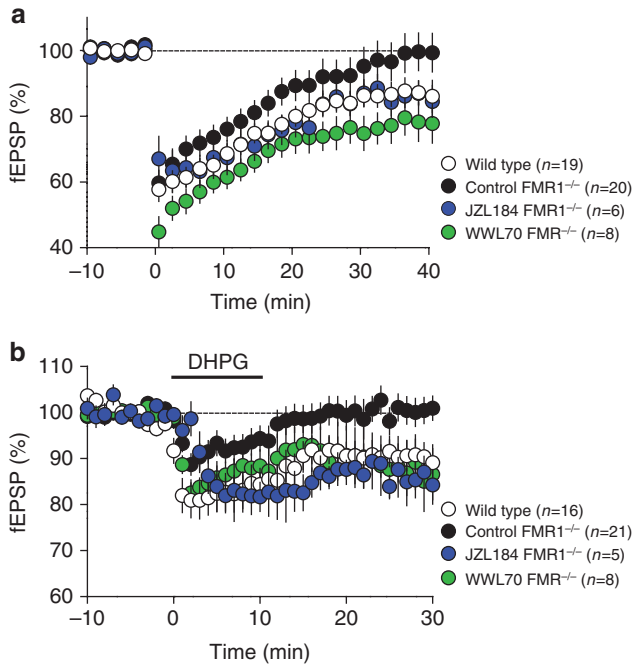 a
100
80
60
40
fEPSP (%)
–10
0
10
20
30
40
Time (min)
Wild type (n=19)
Control FMR1–/– (n=20)
JZL184 FMR1–/– (n=6)
WWL70 FMR–/– (n=8)
b
DHPG
110
100
90
80
70
60
fEPSP (%)
–10
0
10
20
30
Time (min)
Wild type (n=16)
Control FMR1–/– (n=21)
JZL184 FMR1–/– (n=5)
WWL70 FMR–/– (n=8)